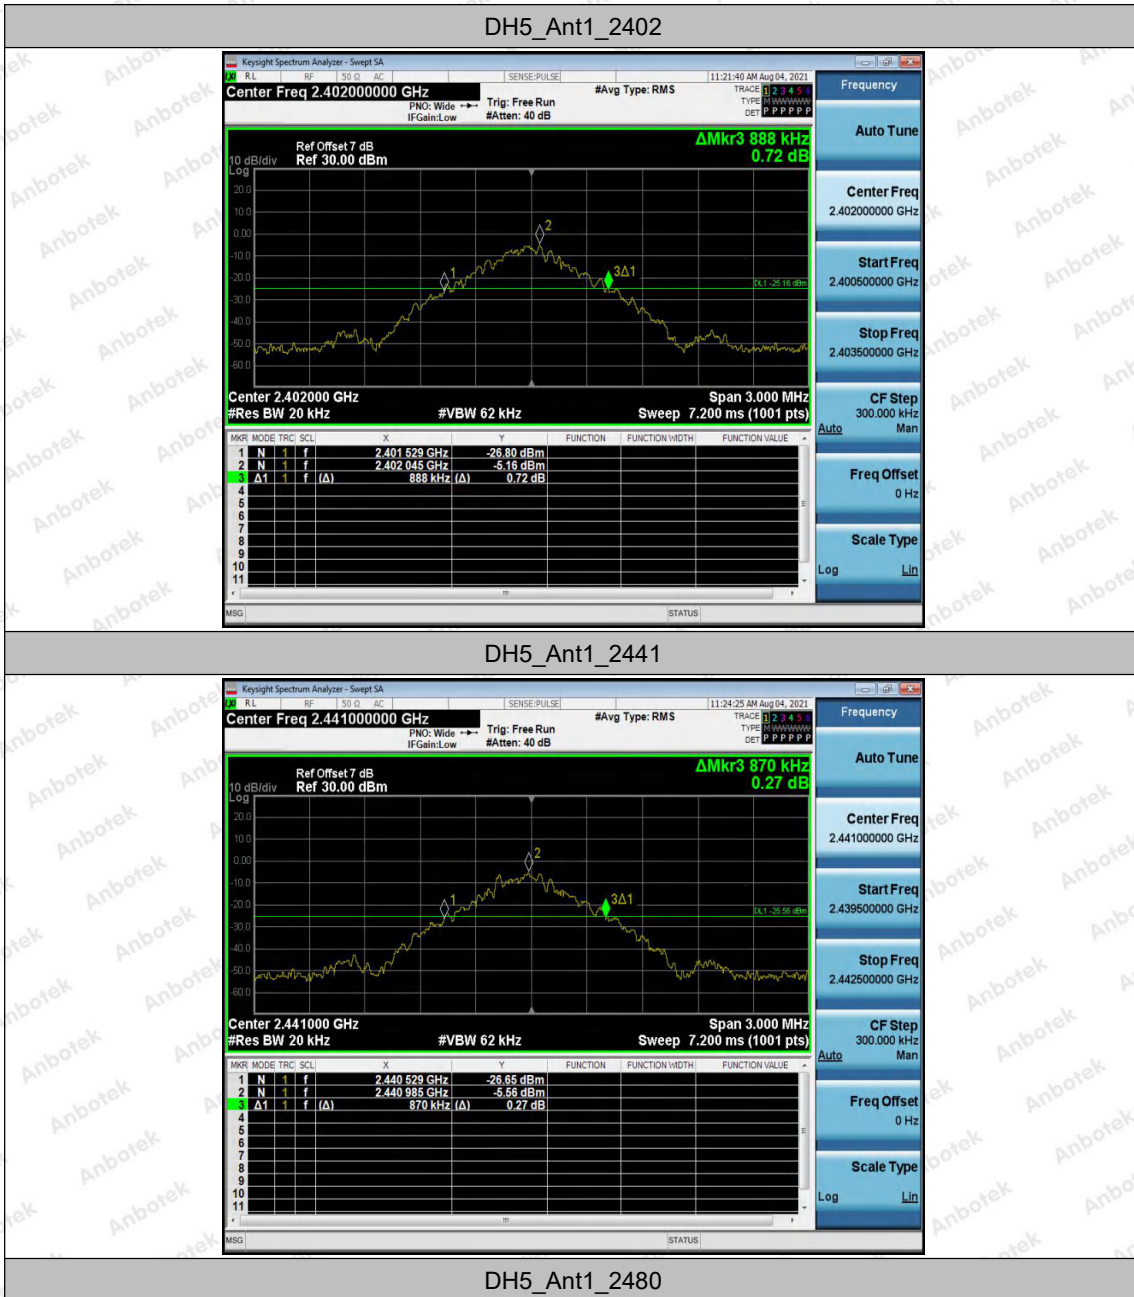 DH5_Ant1_2402
Keysight Spectrum Analyzer - Swept SA
RL RF 50 Ω AC SENSE:PULSE 11:21:40 AM Aug 04, 2021
Center Freq 2.402000000 GHz #Avg Type: RMS TRACE 1 2 3 4 5 6
PNO: Wide Trig: Free Run TYPE M WWWWW
IFGain:Low #Atten: 40 dB DET P P P P P P
Frequency
Auto Tune
Center Freq
2.402000000 GHz
Start Freq
2.400500000 GHz
Stop Freq
2.403500000 GHz
CF Step
300.000 kHz
Auto Man
Freq Offset
0 Hz
Scale Type
Log Lin
ΔMkr3 888 kHz
0.72 dB
Ref Offset 7 dB
10 dB/div Ref 30.00 dBm
Log
20.0
10.0
0.00
-10.0
-20.0
-30.0
-40.0
-50.0
-60.0
2
1
3Δ1
DL1 -25.16 dBm
Center 2.402000 GHz Span 3.000 MHz
#Res BW 20 kHz #VBW 62 kHz Sweep 7.200 ms (1001 pts)
MKR MODE TRC SCL X Y FUNCTION FUNCTION WIDTH FUNCTION VALUE
1 N 1 f 2.401 529 GHz -26.80 dBm
2 N 1 f 2.402 045 GHz -5.16 dBm
3 Δ1 1 f (Δ) 888 kHz (Δ) 0.72 dB
4
5
6
7
8
9
10
11
MSG STATUS
DH5_Ant1_2441
Keysight Spectrum Analyzer - Swept SA
RL RF 50 Ω AC SENSE:PULSE 11:24:25 AM Aug 04, 2021
Center Freq 2.441000000 GHz #Avg Type: RMS TRACE 1 2 3 4 5 6
PNO: Wide Trig: Free Run TYPE M WWWWW
IFGain:Low #Atten: 40 dB DET P P P P P P
Frequency
Auto Tune
Center Freq
2.441000000 GHz
Start Freq
2.439500000 GHz
Stop Freq
2.442500000 GHz
CF Step
300.000 kHz
Auto Man
Freq Offset
0 Hz
Scale Type
Log Lin
ΔMkr3 870 kHz
0.27 dB
Ref Offset 7 dB
10 dB/div Ref 30.00 dBm
Log
20.0
10.0
0.00
-10.0
-20.0
-30.0
-40.0
-50.0
-60.0
2
1
3Δ1
DL1 -25.56 dBm
Center 2.441000 GHz Span 3.000 MHz
#Res BW 20 kHz #VBW 62 kHz Sweep 7.200 ms (1001 pts)
MKR MODE TRC SCL X Y FUNCTION FUNCTION WIDTH FUNCTION VALUE
1 N 1 f 2.440 529 GHz -26.65 dBm
2 N 1 f 2.440 985 GHz -5.56 dBm
3 Δ1 1 f (Δ) 870 kHz (Δ) 0.27 dB
4
5
6
7
8
9
10
11
MSG STATUS
DH5_Ant1_2480